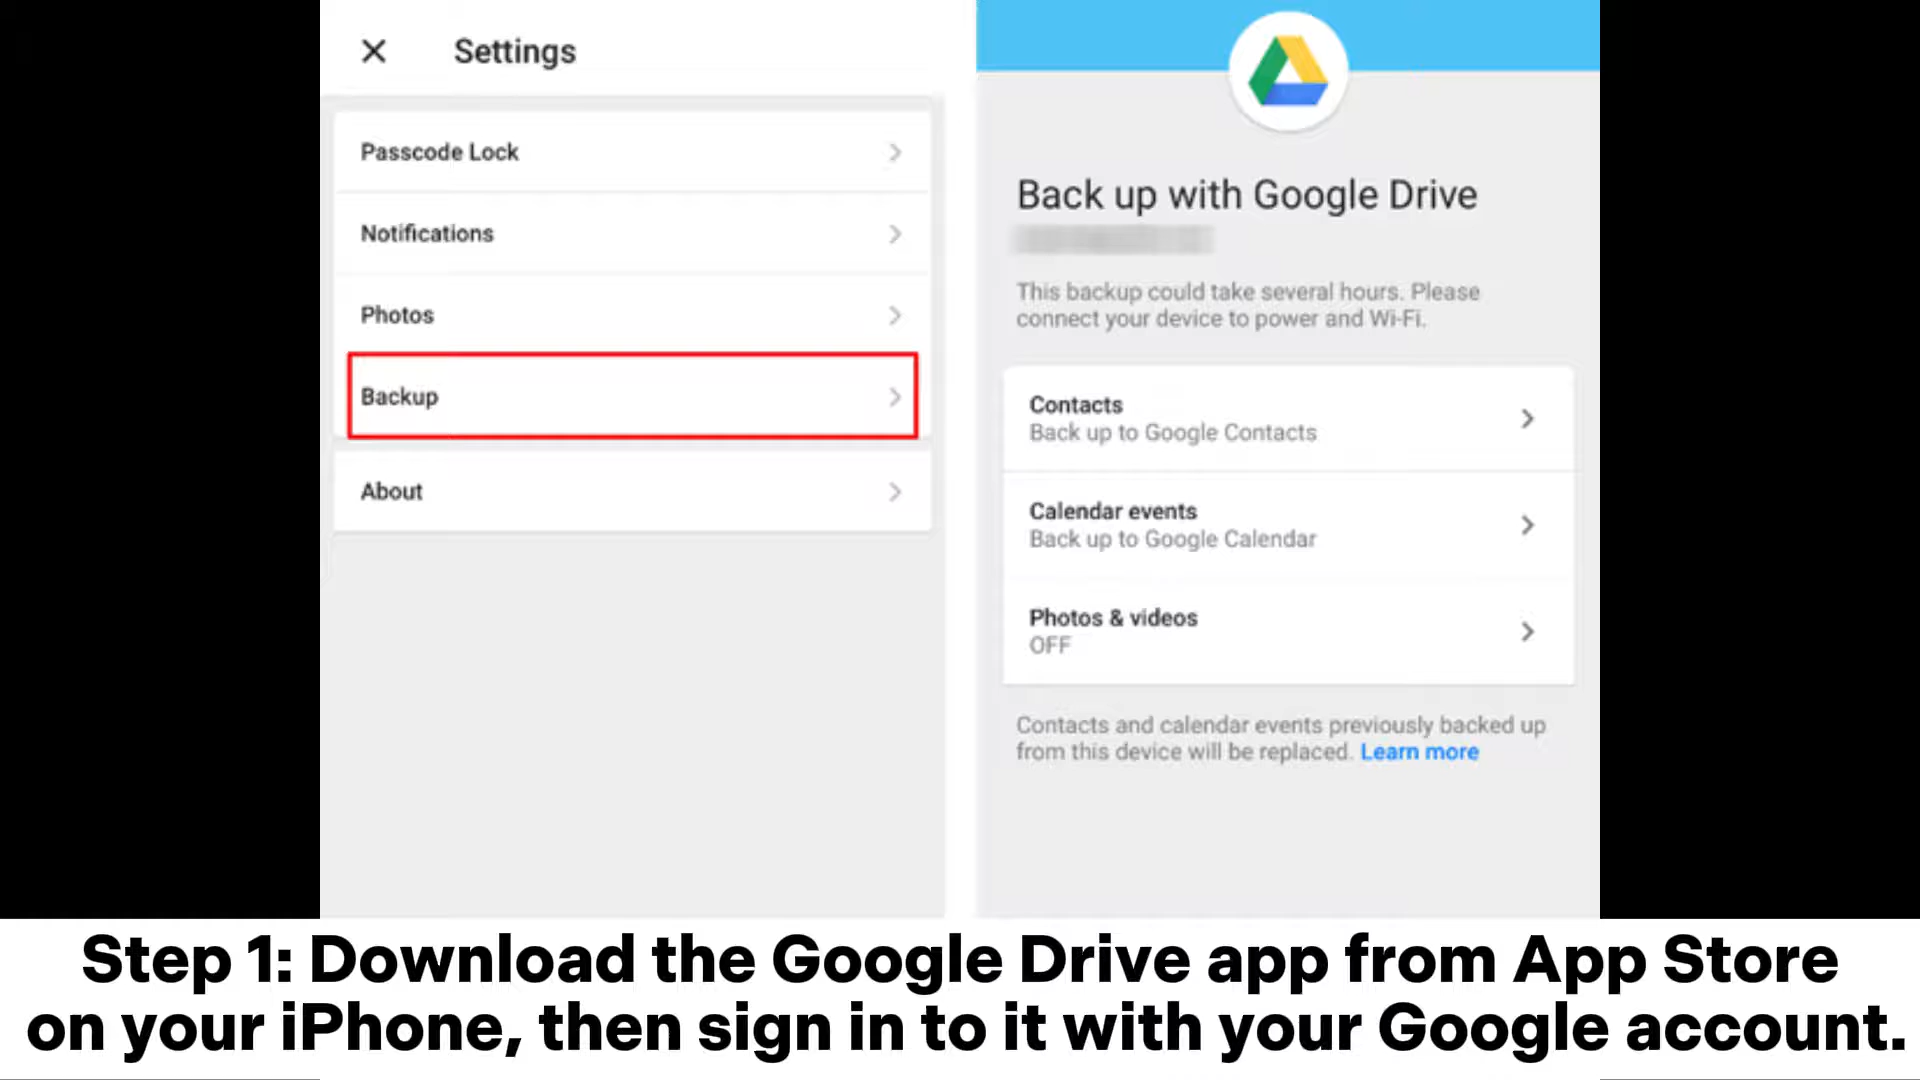 Settings
Passcode Lock
Notifications
Photos
Backup
About
Back up with Google Drive
This backup could take several hours. Please
connect your device to power and Wi-Fi.
Contacts
Back up to Google Contacts
Calendar events
Back up to Google Calendar
Photos & videos
OFF
Contacts and calendar events previously backed up
from this device will be replaced. Learn more
Step 1: Download the Google Drive app from App Store
on your iPhone, then sign in to it with your Google account.